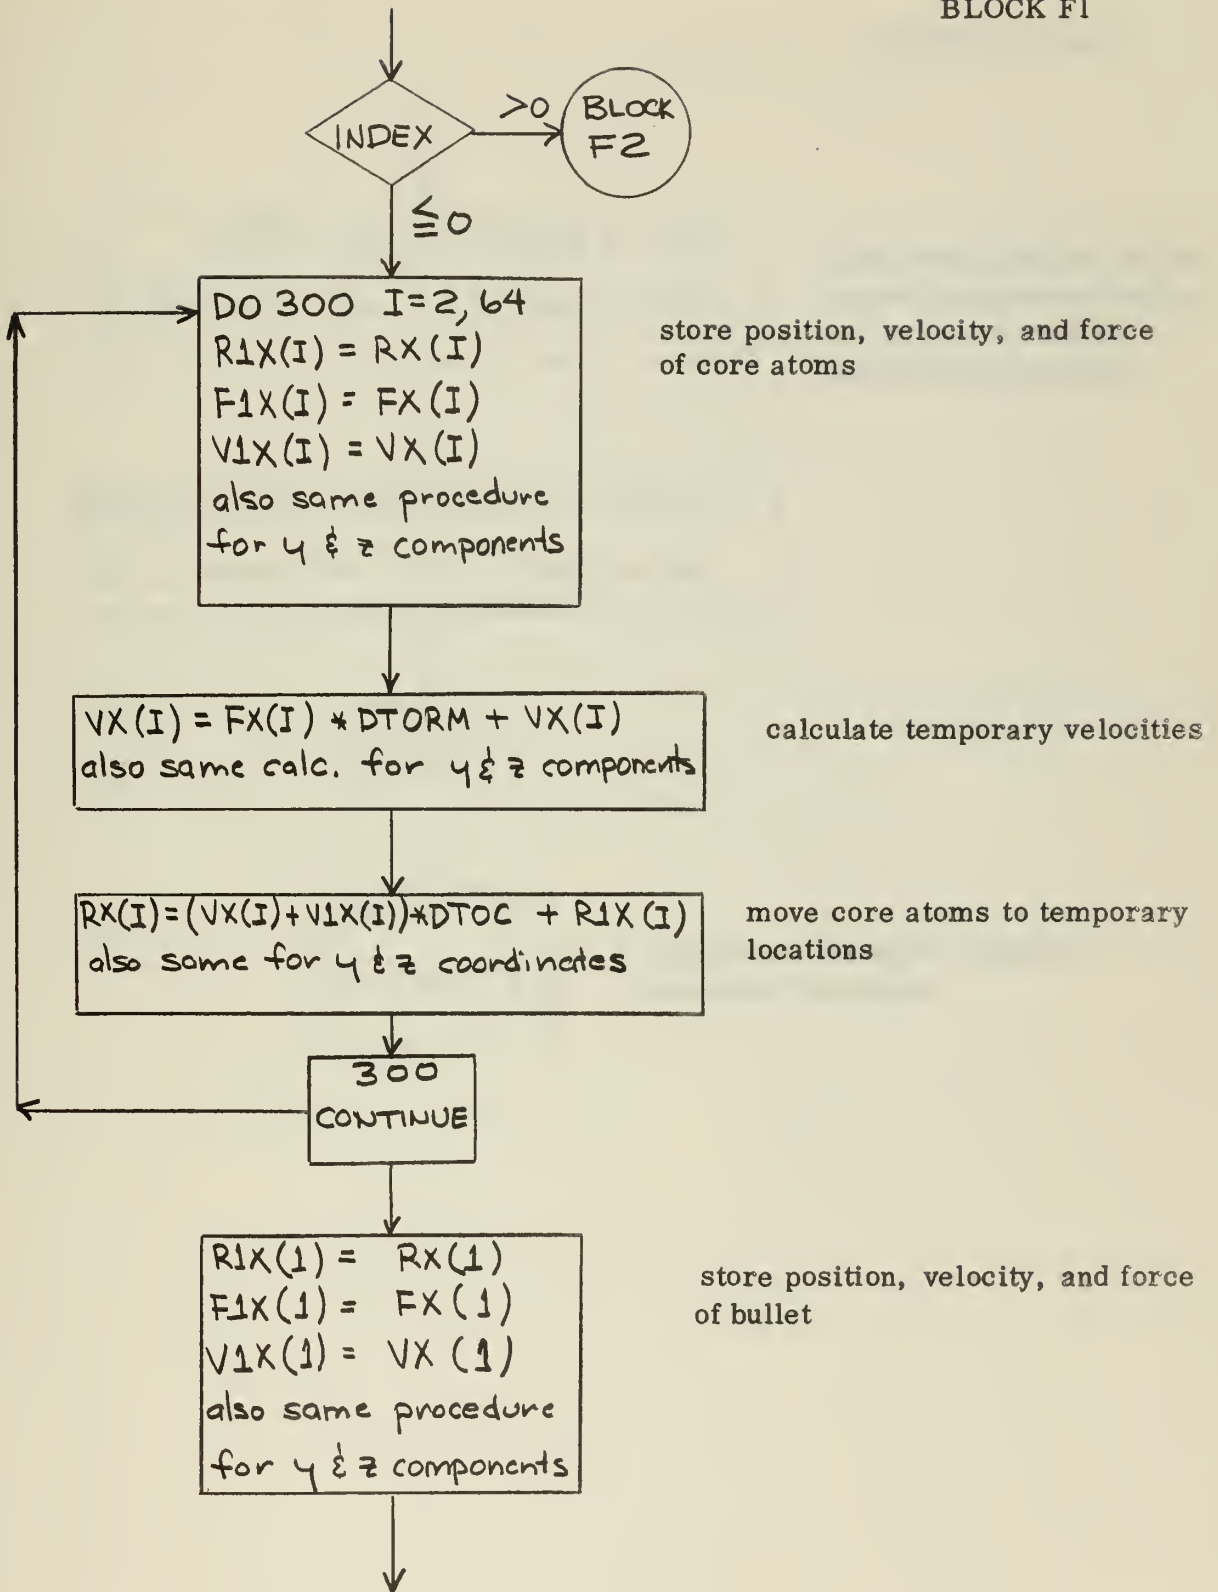 BLOCK F1
INDEX
>0
BLOCK
F2
≦0
DO 300 I=2,64
R1X(I) = RX(I)
F1X(I) = FX(I)
V1X(I) = VX(I)
also same procedure
for y & z components
store position, velocity, and force
of core atoms
VX(I) = FX(I) * DTORM + VX(I)
also same calc. for y & z components
calculate temporary velocities
RX(I)=(VX(I)+V1X(I))*DTOC + R1X(I)
also same for y & z coordinates
move core atoms to temporary
locations
300
CONTINUE
R1X(1) = RX(1)
F1X(1) = FX(1)
V1X(1) = VX(1)
also same procedure
for y & z components
store position, velocity, and force
of bullet